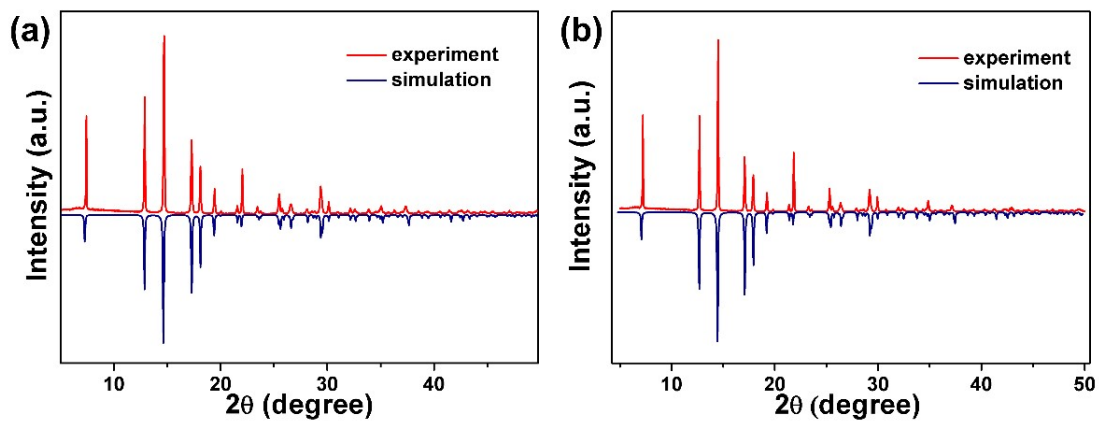 (a)
experiment
simulation
Intensity (a.u.)
10
20
30
40
2θ (degree)
(b)
experiment
simulation
Intensity (a.u.)
10
20
30
40
50
2θ (degree)